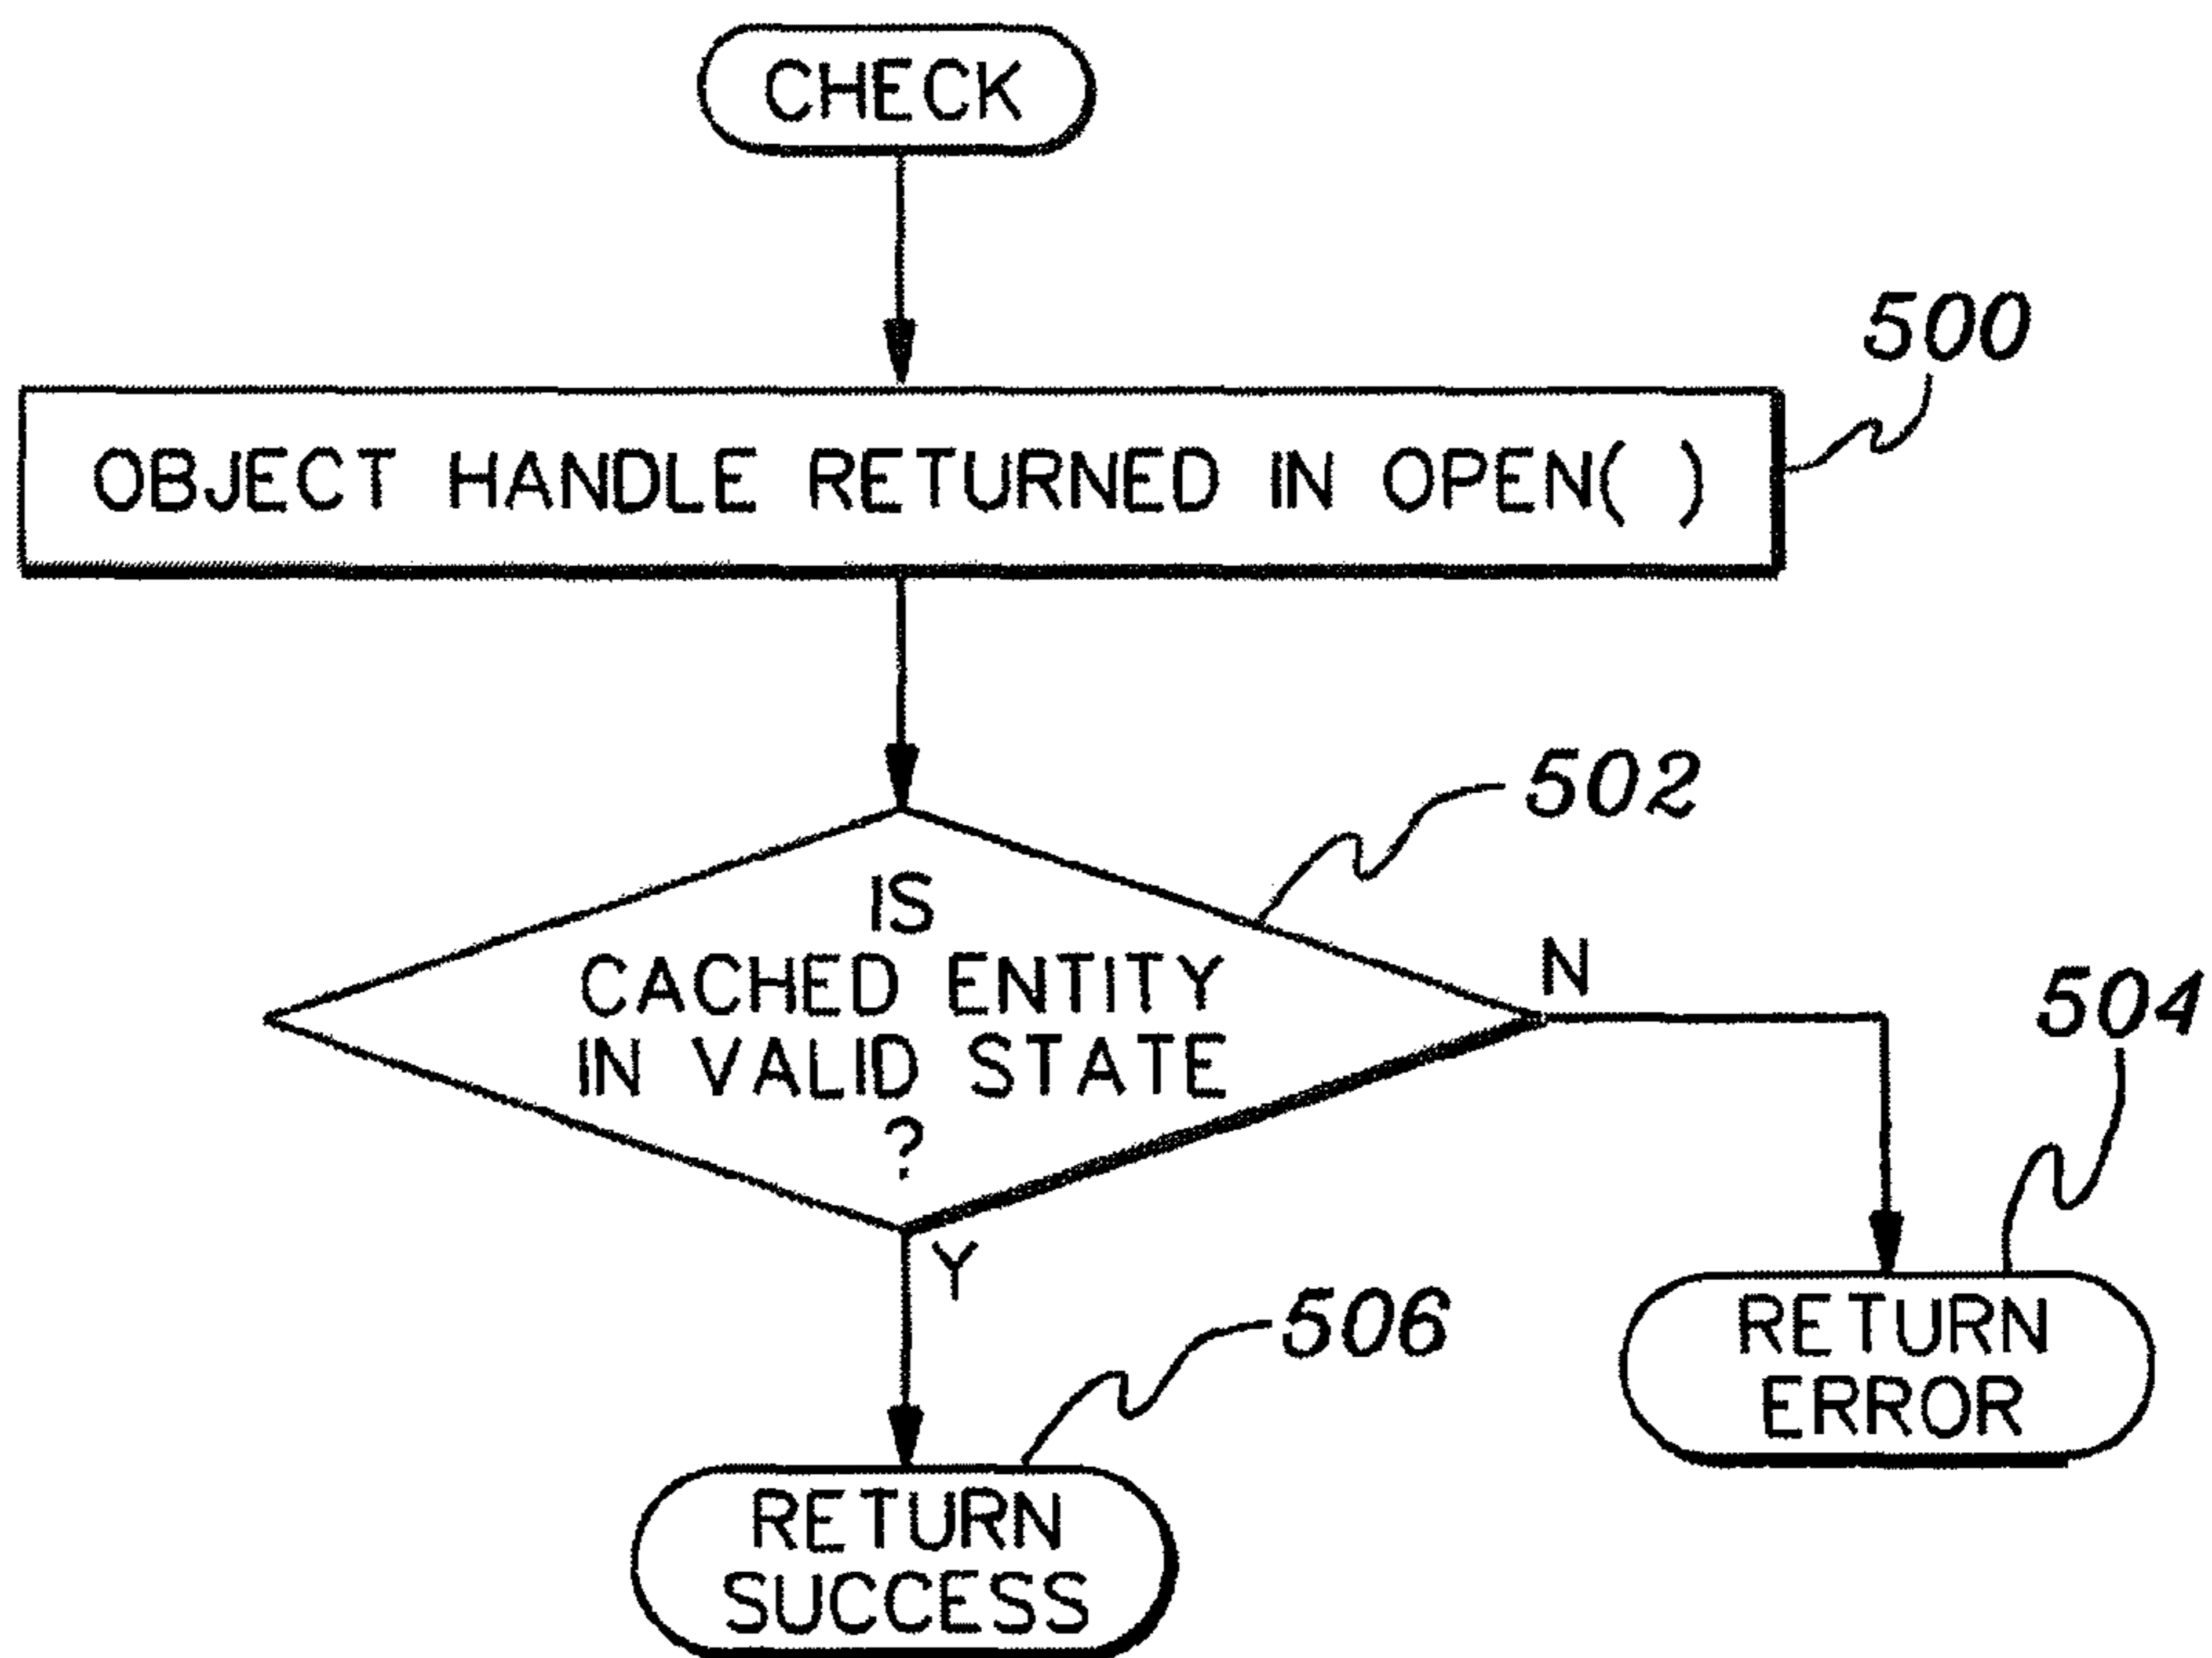 CHECK
500
OBJECT HANDLE RETURNED IN OPEN( )
502
IS
CACHED ENTITY
IN VALID STATE
?
N
504
Y
506
RETURN
ERROR
RETURN
SUCCESS